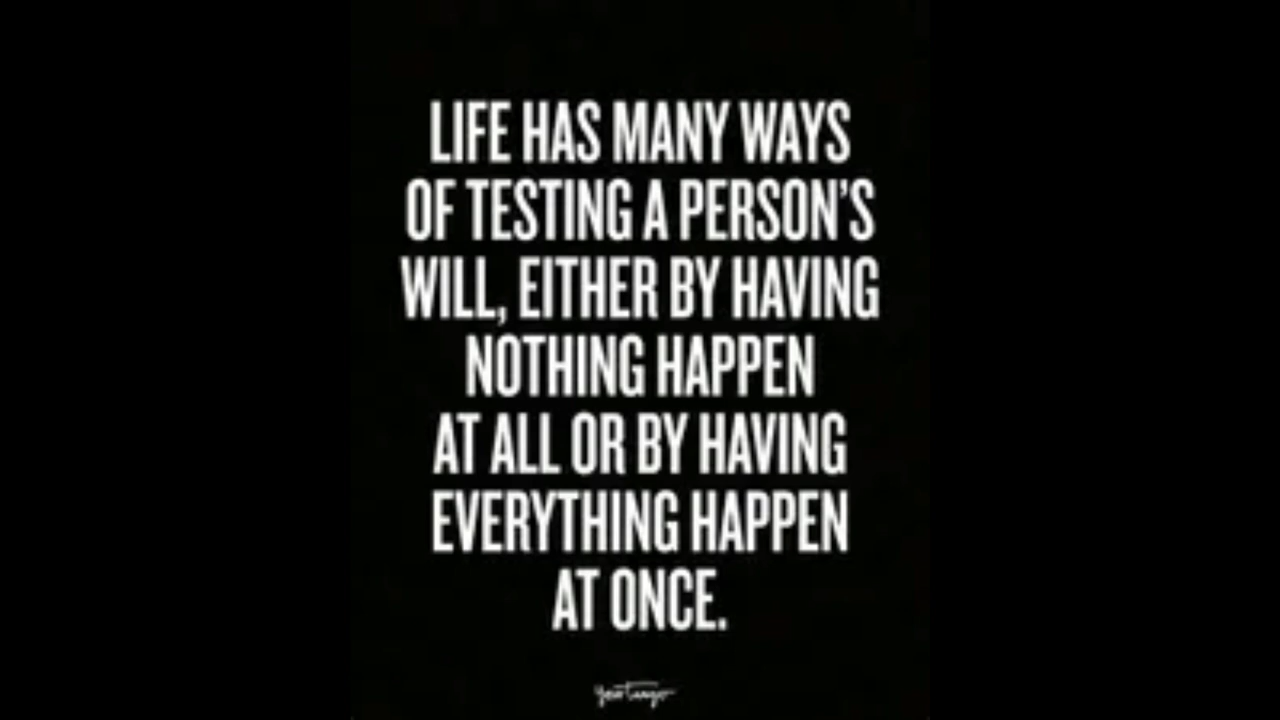 LIFE HAS MANY WAYS
OF TESTING A PERSON'S
WILL, EITHER BY HAVING
NOTHING HAPPEN
AT ALL OR BY HAVING
EVERYTHING HAPPEN
AT ONCE.
yourtango